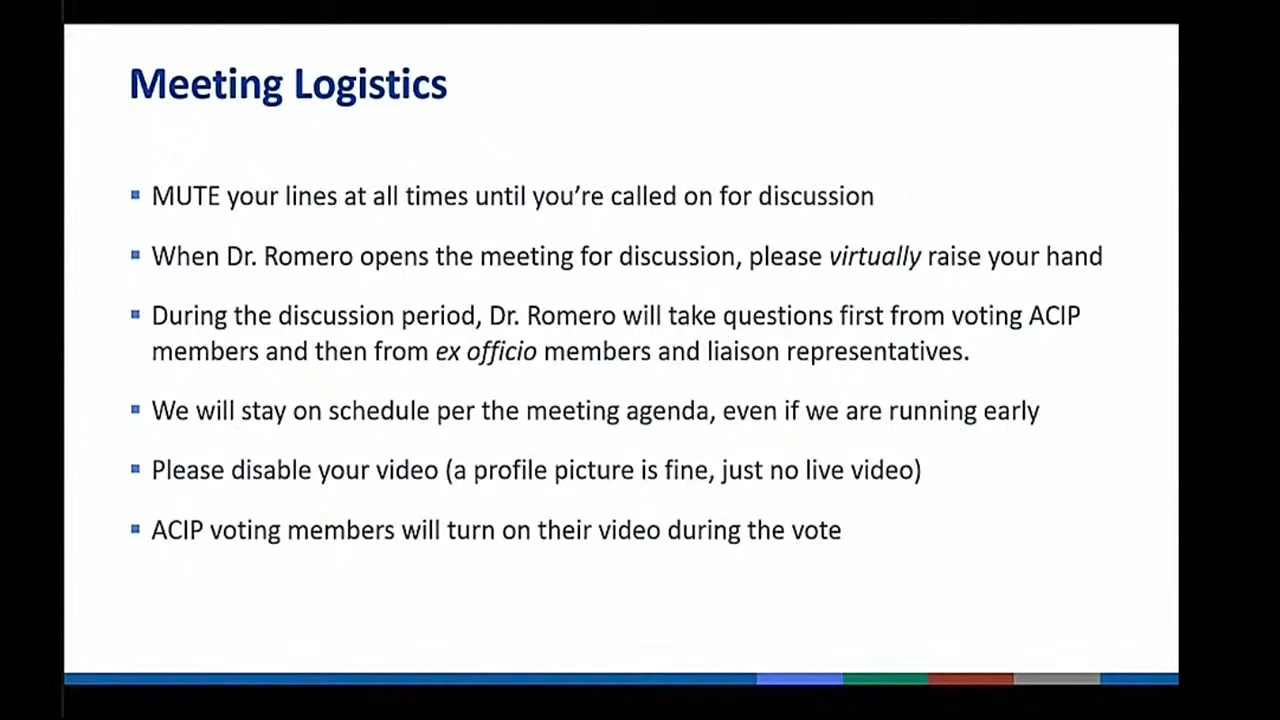 Meeting Logistics
▪ MUTE your lines at all times until you're called on for discussion
▪ When Dr. Romero opens the meeting for discussion, please virtually raise your hand
▪ During the discussion period, Dr. Romero will take questions first from voting ACIP
members and then from ex officio members and liaison representatives.
▪ We will stay on schedule per the meeting agenda, even if we are running early
▪ Please disable your video (a profile picture is fine, just no live video)
▪ ACIP voting members will turn on their video during the vote